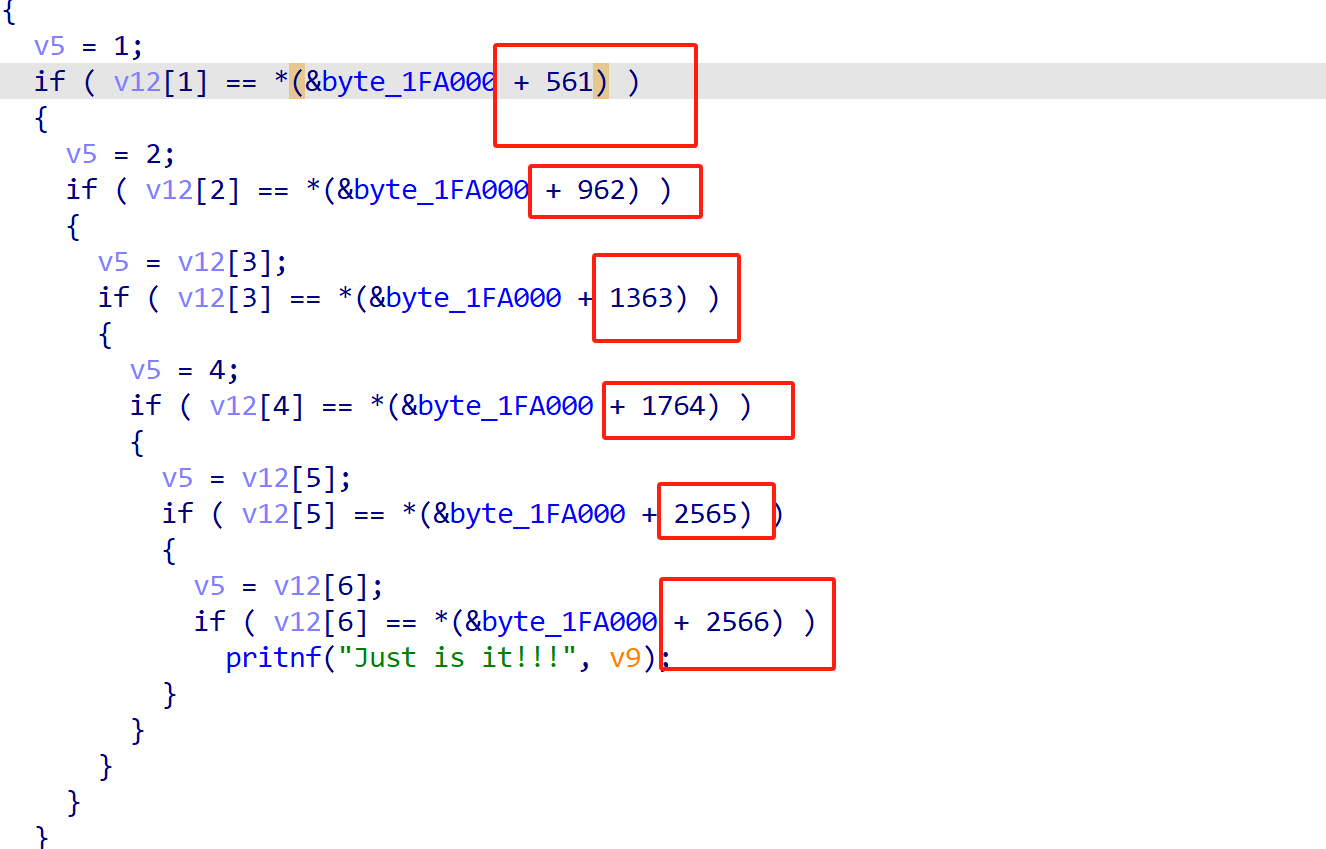 {
v5 = 1;
if ( v12[1] == *(&byte_1FA000 + 561) )
{
v5 = 2;
if ( v12[2] == *(&byte_1FA000 + 962) )
{
v5 = v12[3];
if ( v12[3] == *(&byte_1FA000 + 1363) )
{
v5 = 4;
if ( v12[4] == *(&byte_1FA000 + 1764) )
{
v5 = v12[5];
if ( v12[5] == *(&byte_1FA000 + 2565) )
{
v5 = v12[6];
if ( v12[6] == *(&byte_1FA000 + 2566) )
pritnf("Just is it!!!", v9);
}
}
}
}
}